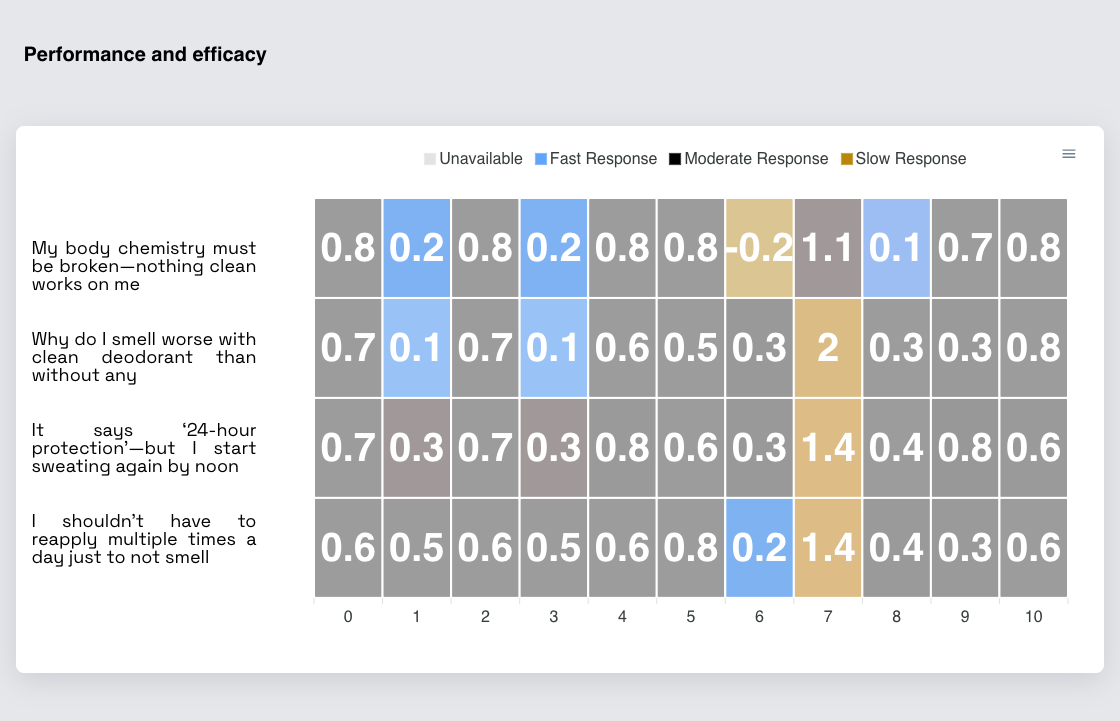 Performance and efficacy
Unavailable Fast Response Moderate Response Slow Response
My body chemistry must
be broken—nothing clean
works on me
0.8 0.2 0.8 0.2 0.8 0.8 -0.2 1.1 0.1 0.7 0.8
Why do I smell worse with
clean deodorant than
without any
0.7 0.1 0.7 0.1 0.6 0.5 0.3 2 0.3 0.3 0.8
It says ‘24-hour
protection’—but I start
sweating again by noon
0.7 0.3 0.7 0.3 0.8 0.6 0.3 1.4 0.4 0.8 0.6
I shouldn’t have to
reapply multiple times a
day just to not smell
0.6 0.5 0.6 0.5 0.6 0.8 0.2 1.4 0.4 0.3 0.6
0 1 2 3 4 5 6 7 8 9 10